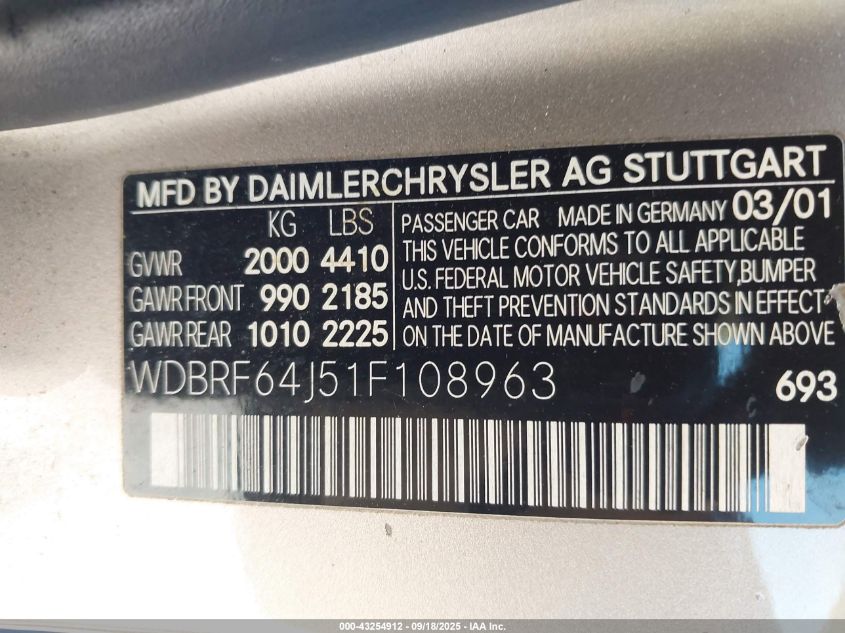 MFD BY DAIMLERCHRYSLER AG STUTTGART
KG LBS
GVWR 2000 4410
GAWR FRONT 990 2185
GAWR REAR 1010 2225
PASSENGER CAR MADE IN GERMANY 03/01
THIS VEHICLE CONFORMS TO ALL APPLICABLE
U.S. FEDERAL MOTOR VEHICLE SAFETY,BUMPER
AND THEFT PREVENTION STANDARDS IN EFFECT
ON THE DATE OF MANUFACTURE SHOWN ABOVE
WDBRF64J51F108963 693
000-43254912 - 09/18/2025 - IAA Inc.